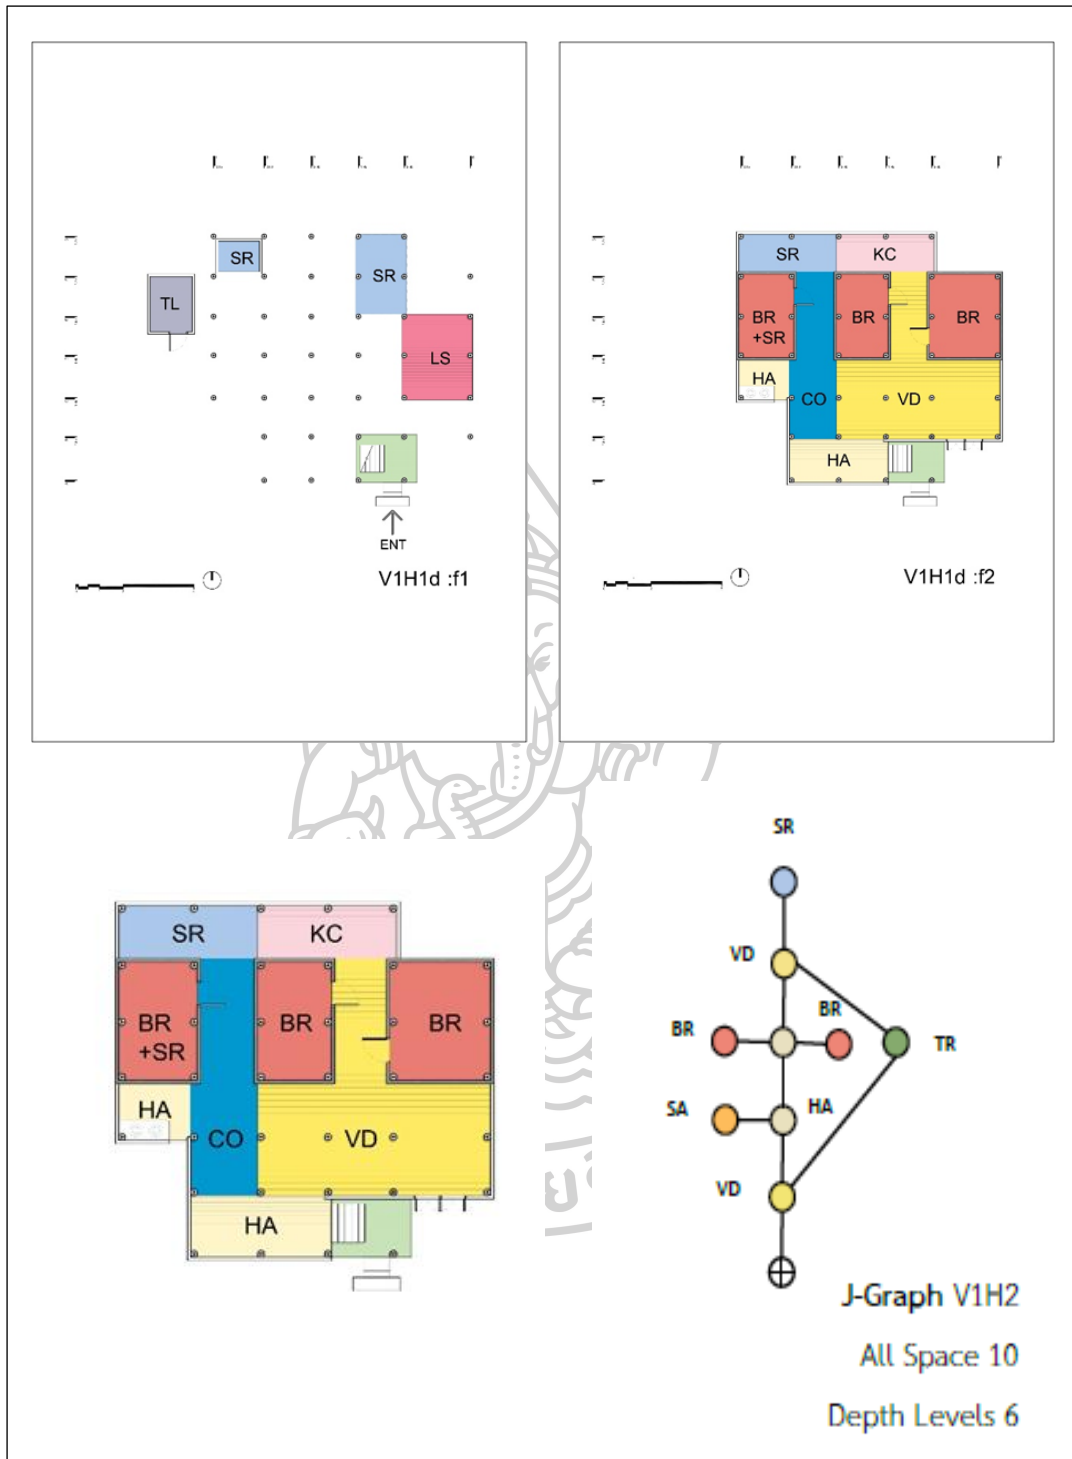 SR
SR
TL
LS
ENT
V1H1d :f1
SR
KC
BR
+SR
BR
BR
HA
CO
VD
HA
V1H1d :f2
SR
KC
BR
+SR
BR
BR
HA
CO
VD
HA
SR
VD
BR
BR
TR
SA
HA
VD
J-Graph V1H2
All Space 10
Depth Levels 6